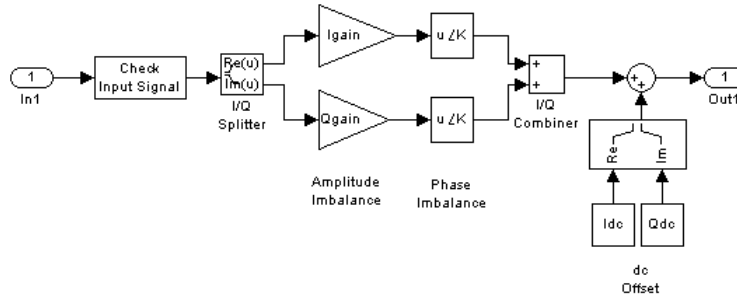 1
In1
Check
Input Signal
Re(u)
Im(u)
I/Q
Splitter
Igain
Qgain
Amplitude
Imbalance
u∠K
u∠K
Phase
Imbalance
+
+
I/Q
Combiner
+
+
1
Out1
Re
Im
Idc
Qdc
dc
Offset